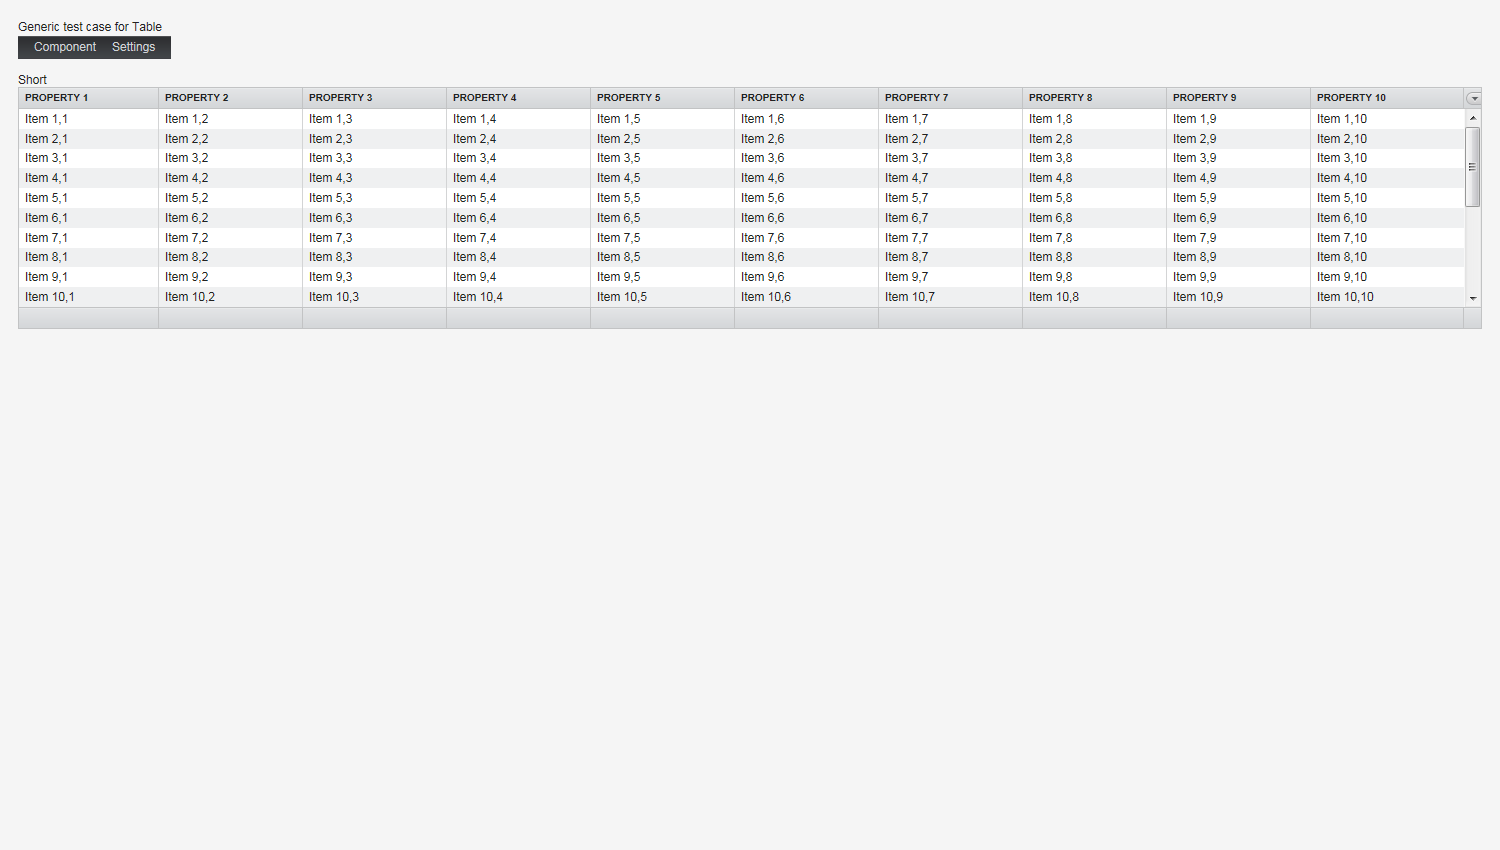 Generic test case for Table
Component Settings
Short
PROPERTY 1 PROPERTY 2 PROPERTY 3 PROPERTY 4 PROPERTY 5 PROPERTY 6 PROPERTY 7 PROPERTY 8 PROPERTY 9 PROPERTY 10
Item 1,1 Item 1,2 Item 1,3 Item 1,4 Item 1,5 Item 1,6 Item 1,7 Item 1,8 Item 1,9 Item 1,10
Item 2,1 Item 2,2 Item 2,3 Item 2,4 Item 2,5 Item 2,6 Item 2,7 Item 2,8 Item 2,9 Item 2,10
Item 3,1 Item 3,2 Item 3,3 Item 3,4 Item 3,5 Item 3,6 Item 3,7 Item 3,8 Item 3,9 Item 3,10
Item 4,1 Item 4,2 Item 4,3 Item 4,4 Item 4,5 Item 4,6 Item 4,7 Item 4,8 Item 4,9 Item 4,10
Item 5,1 Item 5,2 Item 5,3 Item 5,4 Item 5,5 Item 5,6 Item 5,7 Item 5,8 Item 5,9 Item 5,10
Item 6,1 Item 6,2 Item 6,3 Item 6,4 Item 6,5 Item 6,6 Item 6,7 Item 6,8 Item 6,9 Item 6,10
Item 7,1 Item 7,2 Item 7,3 Item 7,4 Item 7,5 Item 7,6 Item 7,7 Item 7,8 Item 7,9 Item 7,10
Item 8,1 Item 8,2 Item 8,3 Item 8,4 Item 8,5 Item 8,6 Item 8,7 Item 8,8 Item 8,9 Item 8,10
Item 9,1 Item 9,2 Item 9,3 Item 9,4 Item 9,5 Item 9,6 Item 9,7 Item 9,8 Item 9,9 Item 9,10
Item 10,1 Item 10,2 Item 10,3 Item 10,4 Item 10,5 Item 10,6 Item 10,7 Item 10,8 Item 10,9 Item 10,10